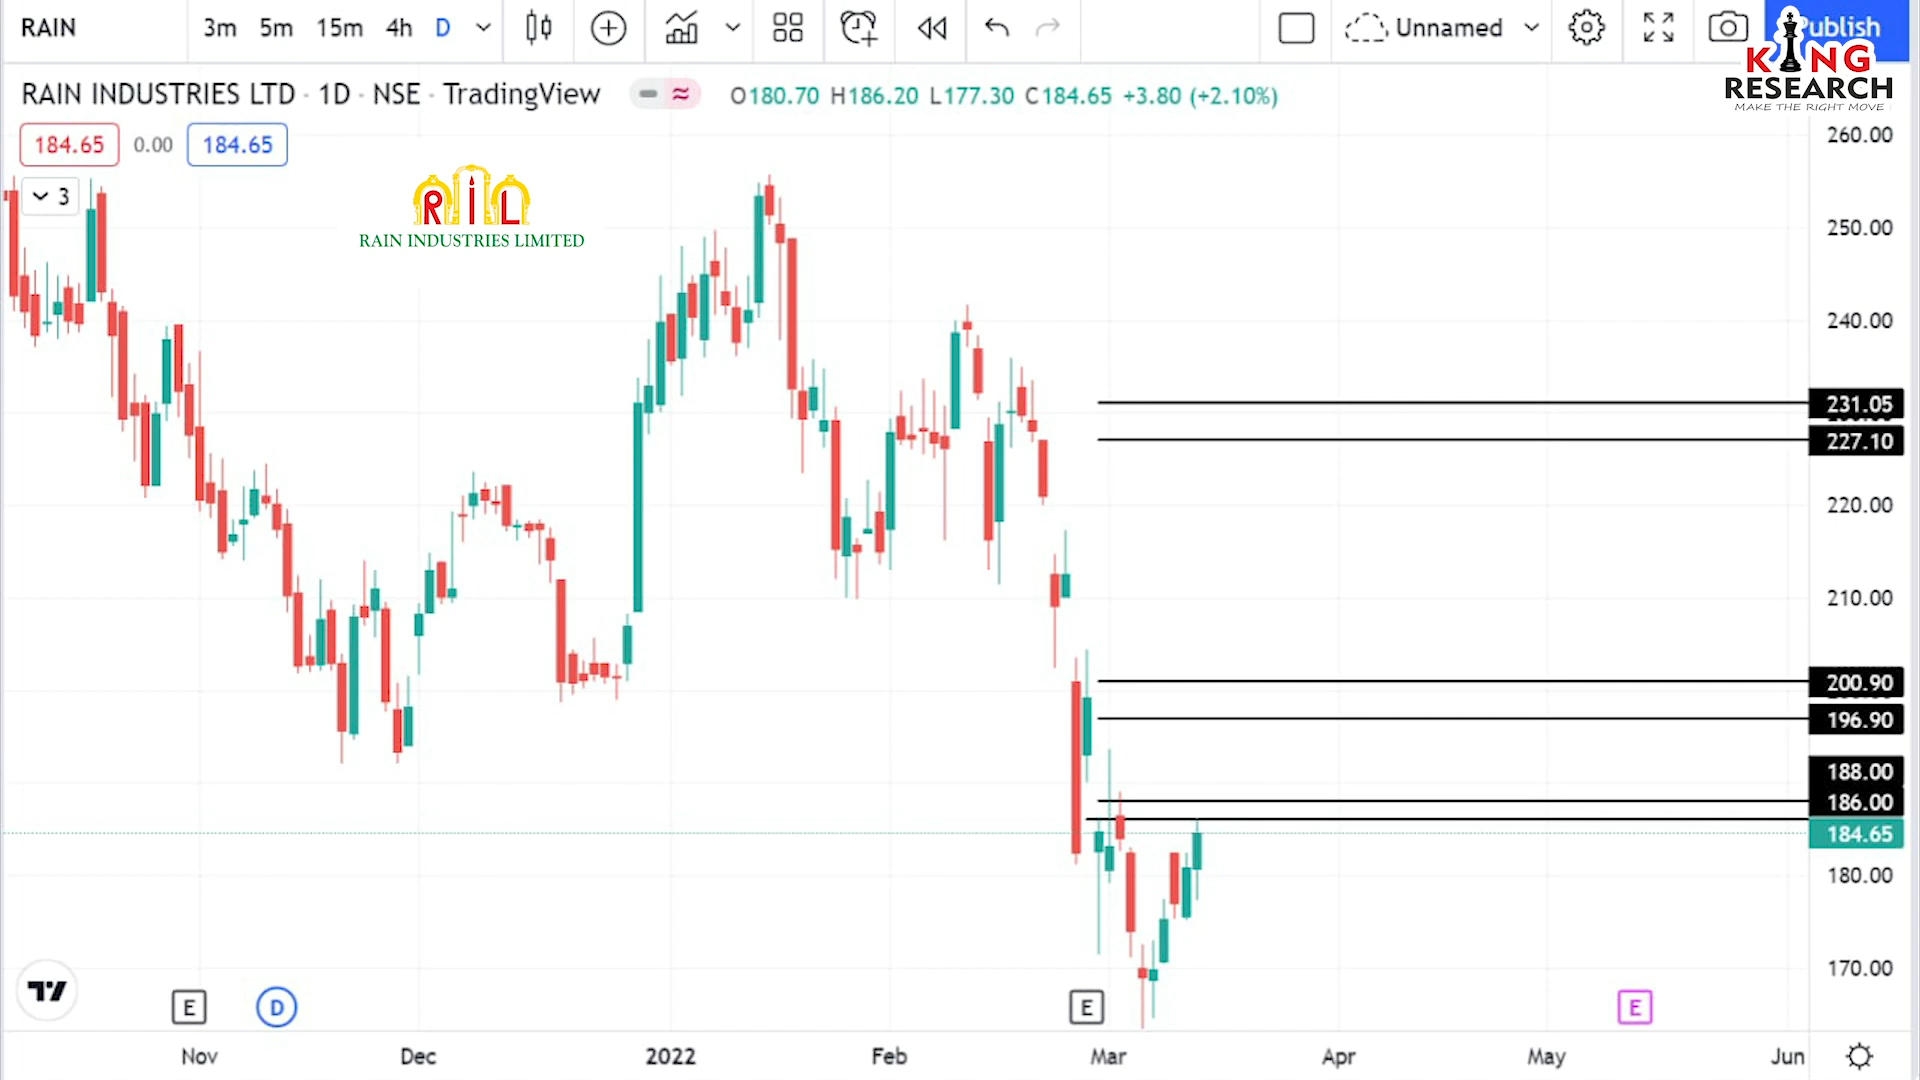 RAIN 3m 5m 15m 4h D Unnamed Publish
KING
RESEARCH
MAKE THE RIGHT MOVE
RAIN INDUSTRIES LTD · 1D · NSE · TradingView O180.70 H186.20 L177.30 C184.65 +3.80 (+2.10%)
184.65 0.00 184.65
3
RIL
RAIN INDUSTRIES LIMITED
260.00
250.00
240.00
231.05
227.10
220.00
210.00
200.90
196.90
188.00
186.00
184.65
180.00
170.00
E D E E
Nov Dec 2022 Feb Mar Apr May Jun